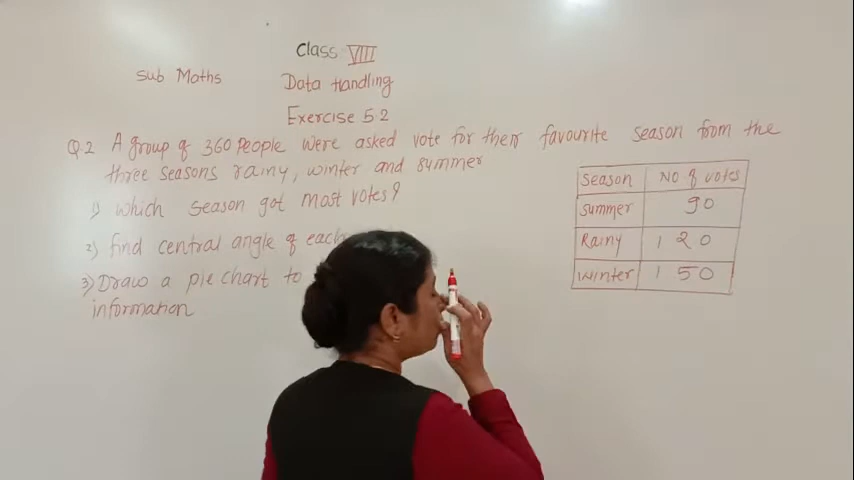 Class VIII
Sub Maths
Data Handling
Exercise 5 2
Q.2 A group of 360 People were asked vote for their favourite season from the
three seasons rainy, winter and summer
1) which season got most votes?
2) find central angle of each
3) Draw a pie chart to
information
Season No of votes
summer 90
Rainy 120
winter 150